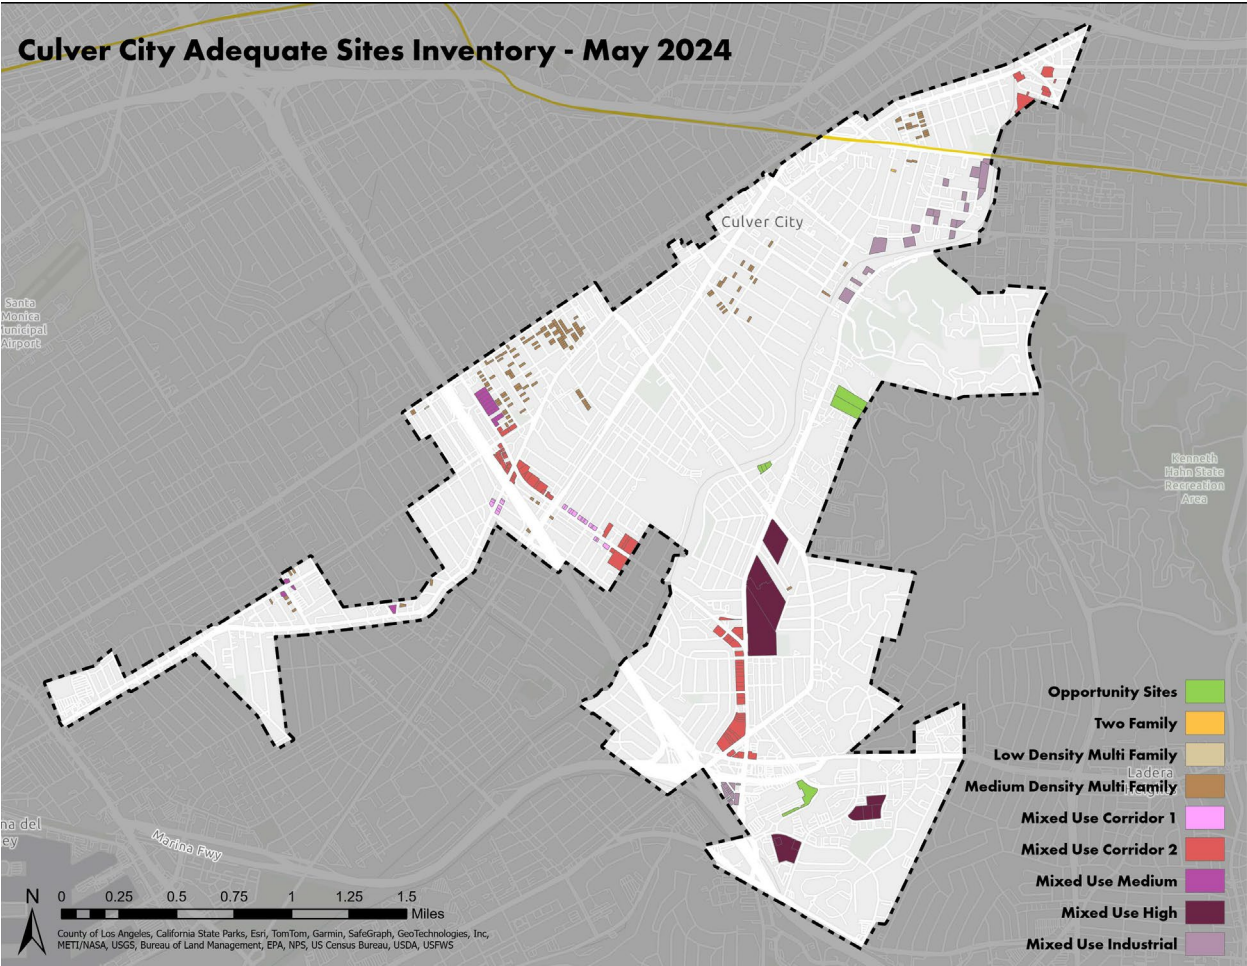 Culver City Adequate Sites Inventory - May 2024
Culver City
Santa
Monica
Municipal
Airport
Kenneth
Hahn State
Recreation
Area
Opportunity Sites
Two Family
Low Density Multi Family
Ladera
Medium Density Multi Family
Mixed Use Corridor 1
Mixed Use Corridor 2
Mixed Use Medium
Mixed Use High
Mixed Use Industrial
na del
ey
Marina Fwy
N
0 0.25 0.5 0.75 1 1.25 1.5
Miles
County of Los Angeles, California State Parks, Esri, TomTom, Garmin, SafeGraph, GeoTechnologies, Inc,
METI/NASA, USGS, Bureau of Land Management, EPA, NPS, US Census Bureau, USDA, USFWS